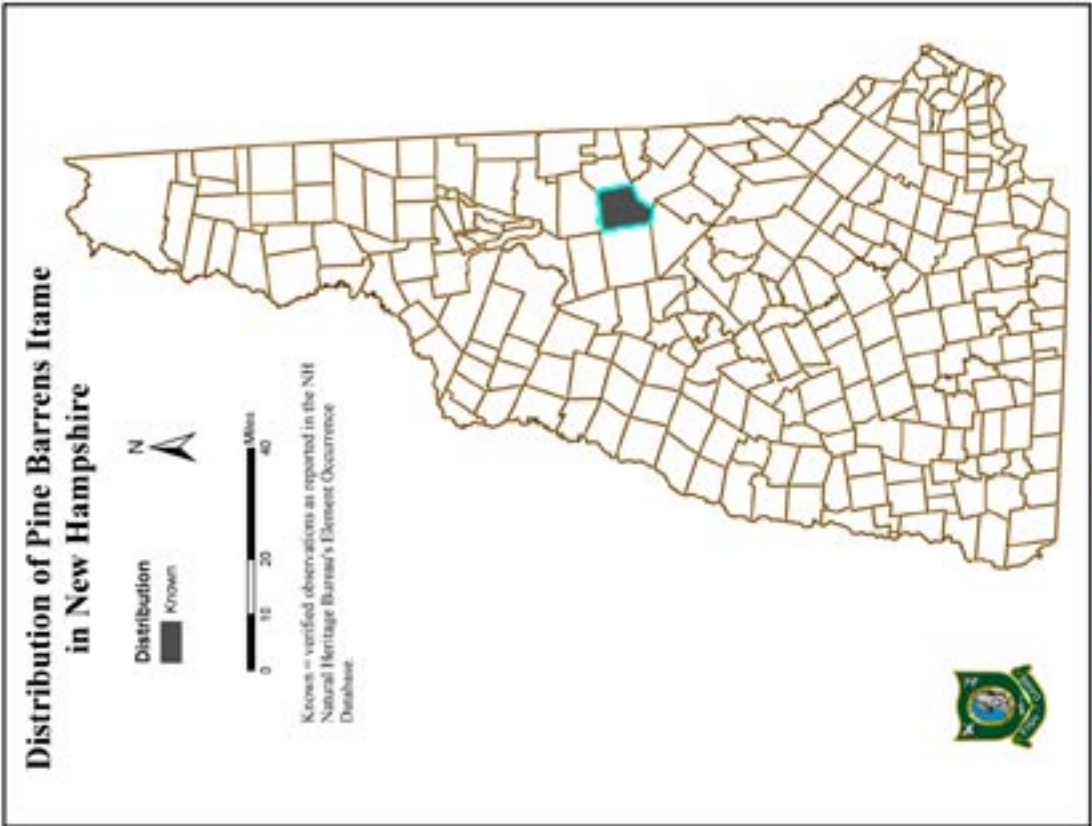 Distribution of Pine Barrens Itame
in New Hampshire
N
Distribution
Known
0 10 20 40
Miles
Known = verified observations as reported in the NH
Natural Heritage Bureau's Element Occurrence
Database.